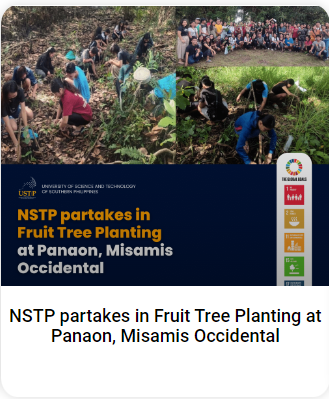 UNIVERSITY OF SCIENCE AND TECHNOLOGY
OF SOUTHERN PHILIPPINES
USTP
NSTP partakes in
Fruit Tree Planting
at Panaon, Misamis
Occidental
THE GLOBAL GOALS
NSTP partakes in Fruit Tree Planting at
Panaon, Misamis Occidental